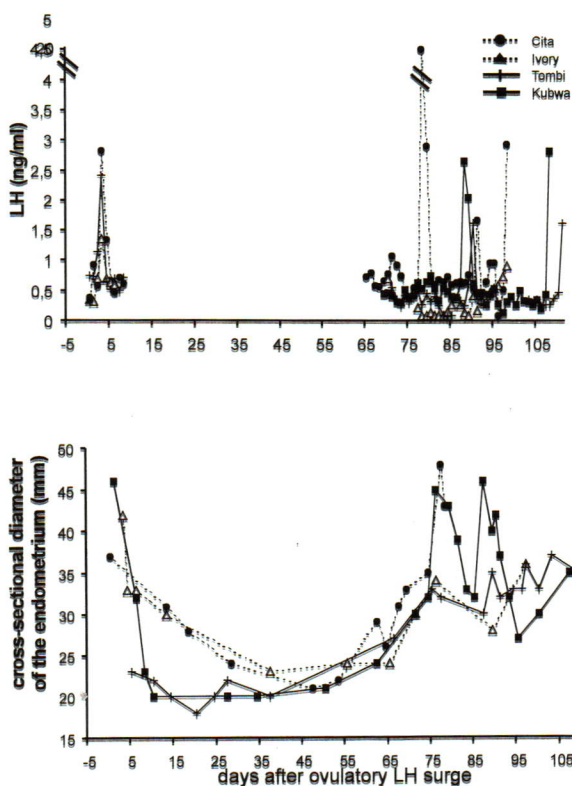 5
4.5 20
4
3,5
3
2,5
2
1,5
1
0,5
0
LH (ng/ml)
-5 5 15 25 35 45 55 65 75 85 95 105
Cita
Ivory
Tombi
Kubwa
50
45
40
35
30
25
20
15
cross-sectional diameter
of the endometrium (mm)
-5 5 15 25 35 45 55 65 75 85 95 105
days after ovulatory LH surge